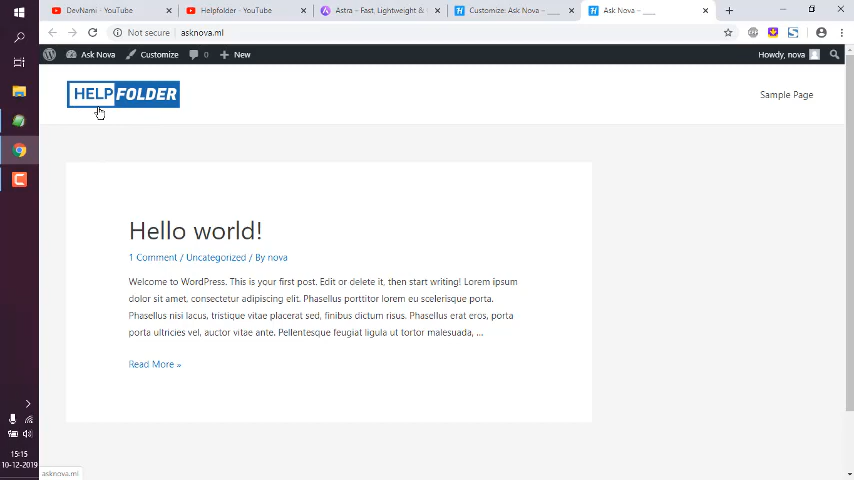 DevNami - YouTube
Helpfolder - YouTube
Astra – Fast, Lightweight &
Customize: Ask Nova – ____
Ask Nova – ____
Not secure | asknova.ml
Ask Nova
Customize
0
New
Howdy, nova
HELPFOLDER
Sample Page
Hello world!
1 Comment / Uncategorized / By nova
Welcome to WordPress. This is your first post. Edit or delete it, then start writing! Lorem ipsum
dolor sit amet, consectetur adipiscing elit. Phasellus porttitor lorem eu scelerisque porta.
Phasellus nisi lacus, tristique vitae placerat sed, finibus dictum risus. Phasellus erat eros, porta
porta ultricies vel, auctor vitae ante. Pellentesque feugiat ligula ut tortor malesuada, …
Read More »
15:15
10-12-2019
asknova.ml